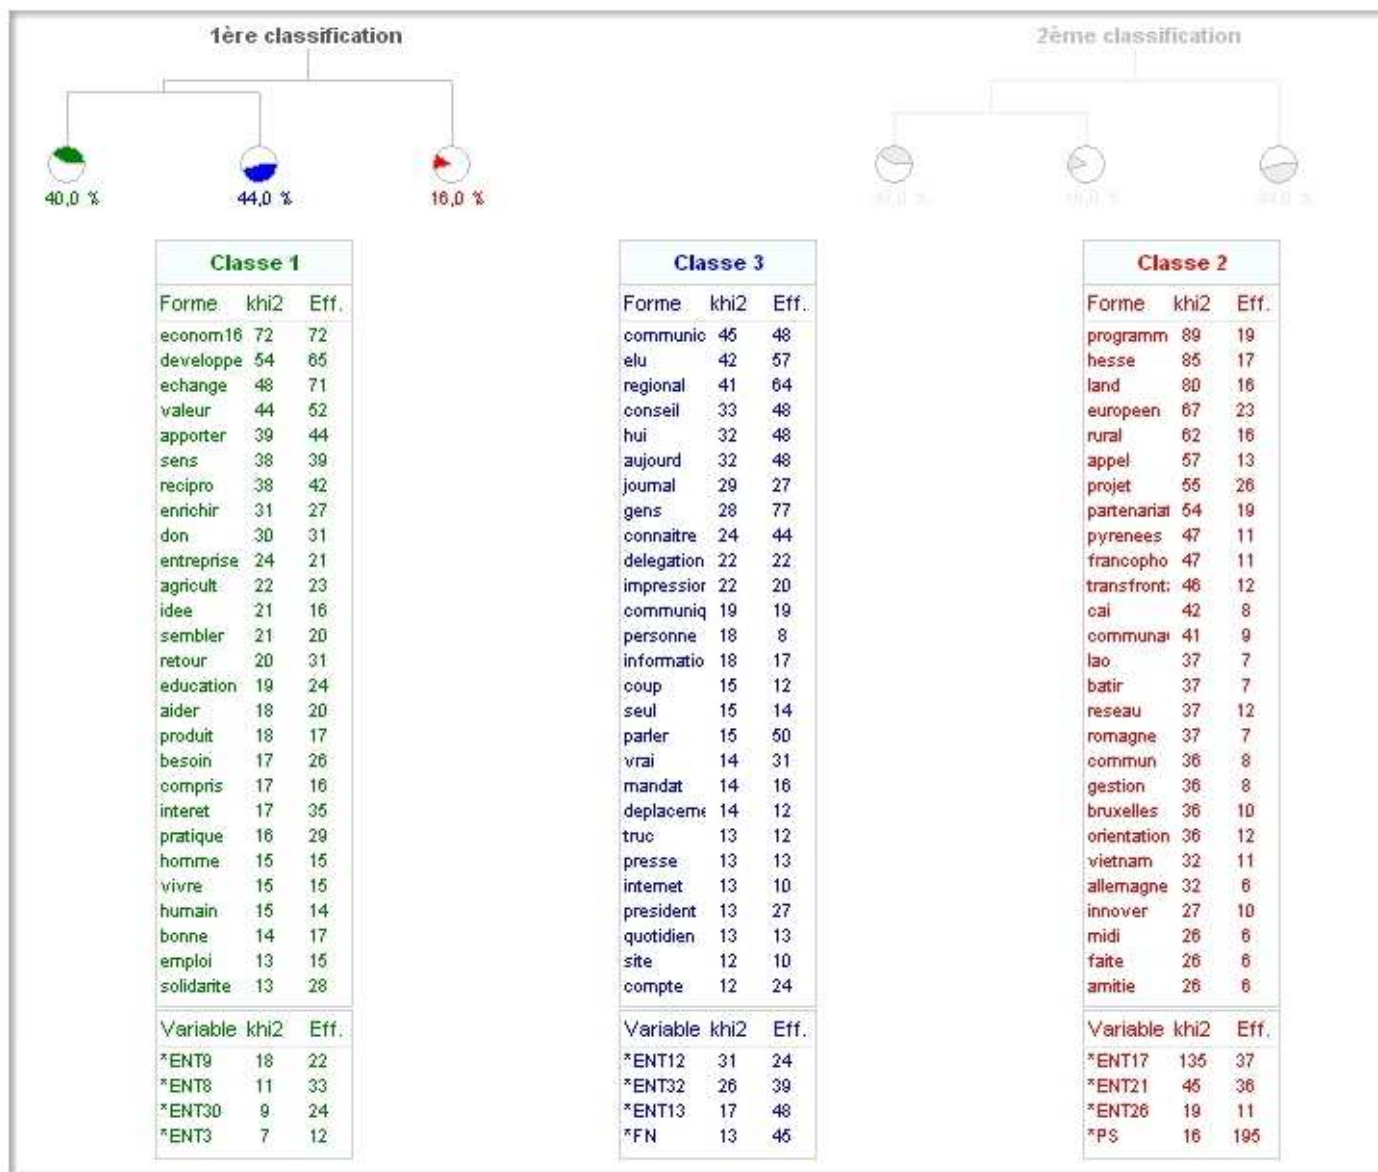 1ère classification
2ème classification
40,0 %
44,0 %
16,0 %
Classe 1
Forme khi2 Eff.
econom16 72 72
developpe 54 65
echange 48 71
valeur 44 52
apporter 39 44
sens 38 39
recipro 38 42
enrichir 31 27
don 30 31
entreprise 24 21
agricult 22 23
idee 21 16
sembler 21 20
retour 20 31
education 19 24
aider 18 20
produit 18 17
besoin 17 26
compris 17 16
interet 17 35
pratique 16 29
homme 15 15
vivre 15 15
humain 15 14
bonne 14 17
emploi 13 15
solidarite 13 28
Variable khi2 Eff.
*ENT9 18 22
*ENT8 11 33
*ENT30 9 24
*ENT3 7 12
Classe 3
Forme khi2 Eff.
communic 45 48
elu 42 57
regional 41 64
conseil 33 48
hui 32 48
aujourd 32 48
journal 29 27
gens 28 77
connaitre 24 44
delegation 22 22
impression 22 20
communiq 19 19
personne 18 8
informatio 18 17
coup 15 12
seul 15 14
parler 15 50
vrai 14 31
mandat 14 16
deplaceme 14 12
truc 13 12
presse 13 13
internet 13 10
president 13 27
quotidien 13 13
site 12 10
compte 12 24
Variable khi2 Eff.
*ENT12 31 24
*ENT32 26 39
*ENT13 17 48
*FN 13 45
Classe 2
Forme khi2 Eff.
programm 89 19
hesse 85 17
land 80 16
europeen 67 23
rural 62 16
appel 57 13
projet 55 26
partenariat 54 19
pyrenees 47 11
francopho 47 11
transfront 46 12
cai 42 8
communau 41 9
lao 37 7
batir 37 7
reseau 37 12
romagne 37 7
commun 36 8
gestion 36 8
bruxelles 36 10
orientation 36 12
vietnam 32 11
allemagne 32 6
innover 27 10
midi 26 6
faite 26 6
amitie 26 6
Variable khi2 Eff.
*ENT17 135 37
*ENT21 45 36
*ENT26 19 11
*PS 16 195